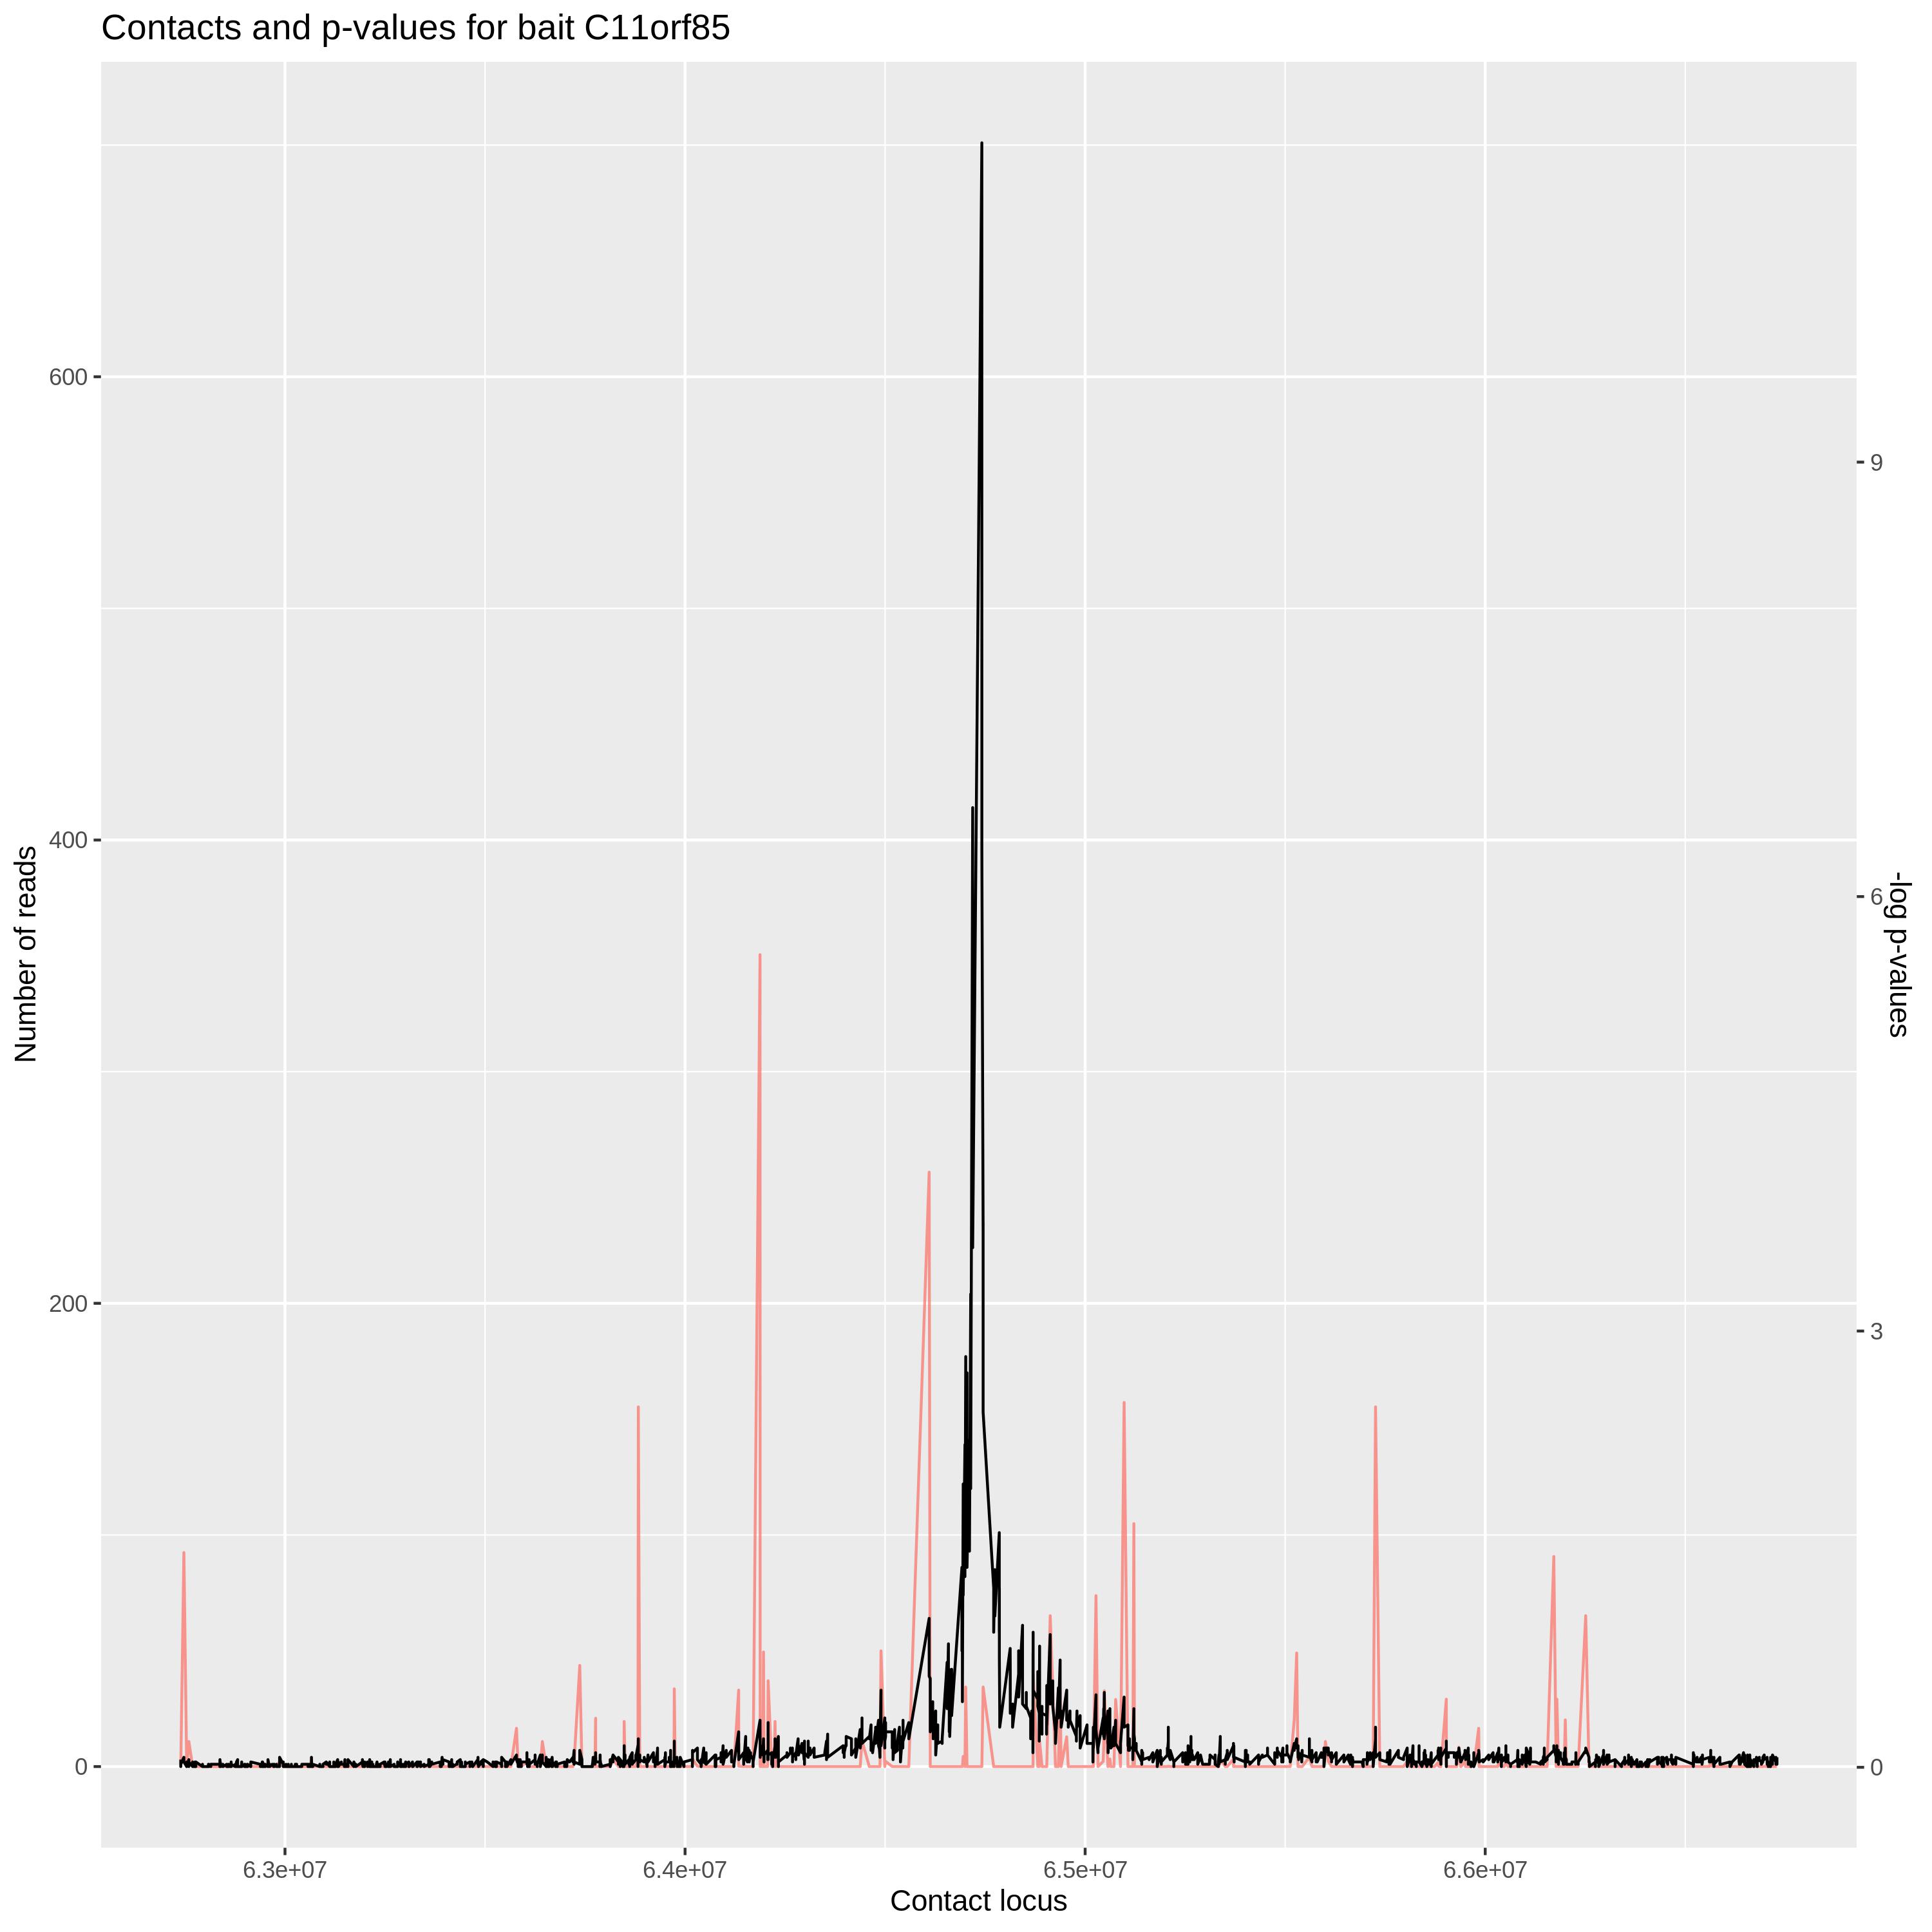 Contacts and p-values for bait C11orf85
Number of reads
600
400
200
0
9
6
3
0
-log p-values
6.3e+07
6.4e+07
6.5e+07
6.6e+07
Contact locus